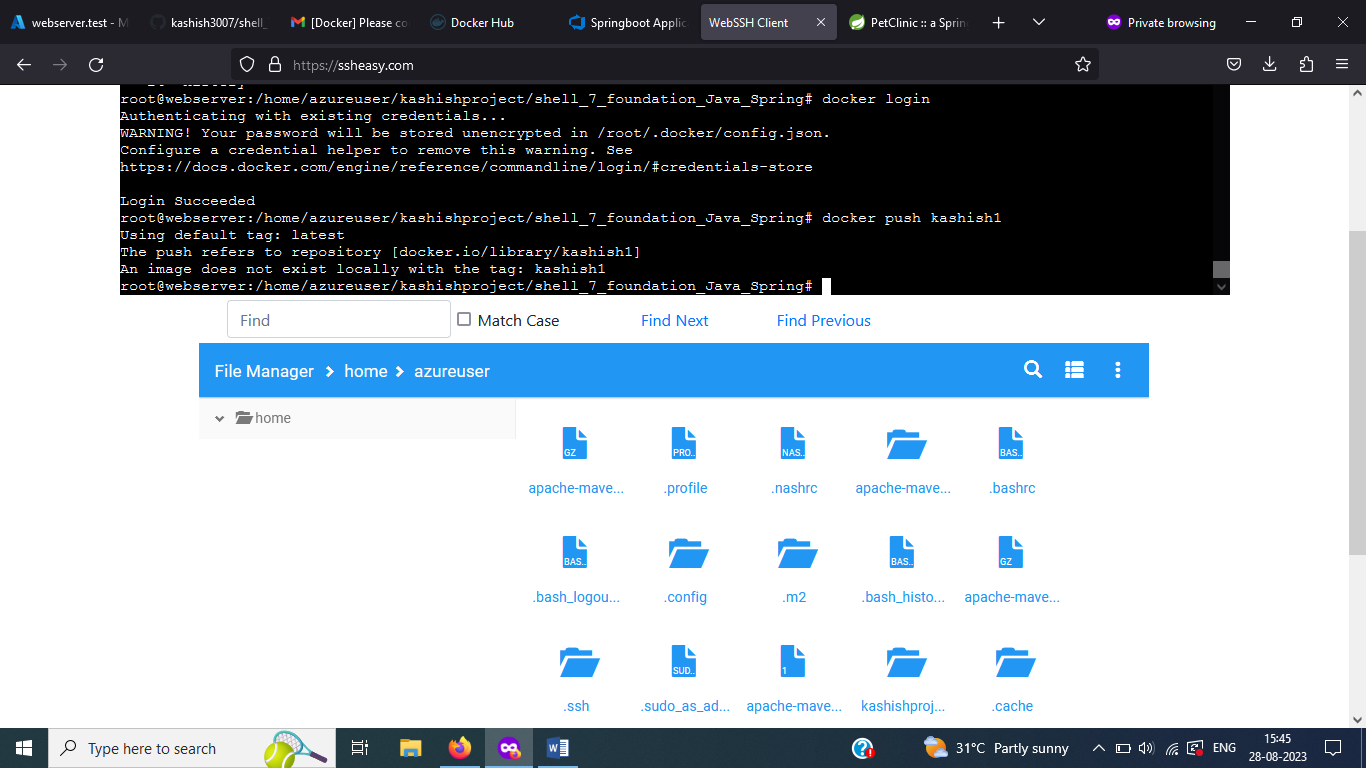 webserver.test - M
kashish3007/shell_
[Docker] Please co
Docker Hub
Springboot Applic
WebSSH Client
PetClinic :: a Sprin
Private browsing
https://ssheasy.com
root@webserver:/home/azureuser/kashishproject/shell_7_foundation_Java_Spring# docker login
Authenticating with existing credentials...
WARNING! Your password will be stored unencrypted in /root/.docker/config.json.
Configure a credential helper to remove this warning. See
https://docs.docker.com/engine/reference/commandline/login/#credentials-store
Login Succeeded
root@webserver:/home/azureuser/kashishproject/shell_7_foundation_Java_Spring# docker push kashish1
Using default tag: latest
The push refers to repository [docker.io/library/kashish1]
An image does not exist locally with the tag: kashish1
root@webserver:/home/azureuser/kashishproject/shell_7_foundation_Java_Spring#
Find
Match Case
Find Next
Find Previous
File Manager > home > azureuser
home
GZ
PRO..
NAS..
BAS..
apache-mave...
.profile
.nashrc
apache-mave...
.bashrc
BAS..
BAS..
GZ
.bash_logou...
.config
.m2
.bash_histo...
apache-mave...
SUD..
1
.ssh
.sudo_as_ad...
apache-mave...
kashishproj...
.cache
Type here to search
31°C Partly sunny
ENG
15:45
28-08-2023